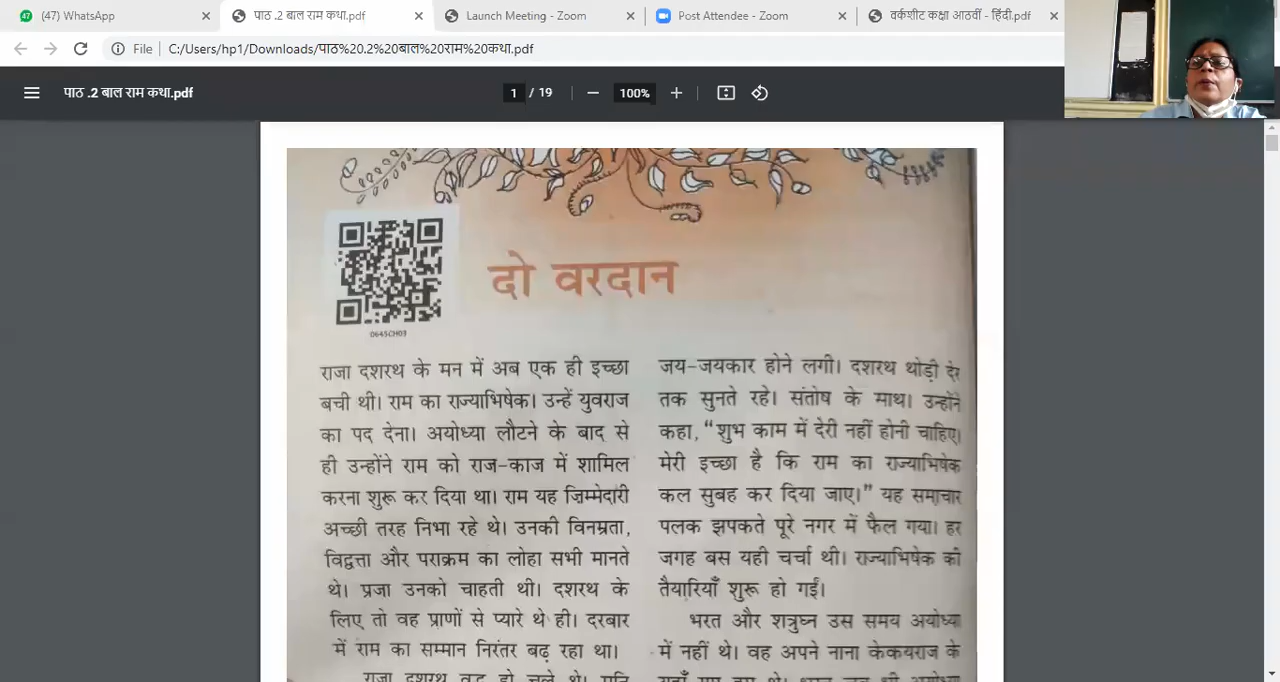 (47) WhatsApp
पाठ .2 बाल राम कथा.pdf
Launch Meeting - Zoom
Post Attendee - Zoom
वर्कशीट कक्षा आठवीं - हिंदी.pdf
File
C:/Users/hp1/Downloads/पाठ%20.2%20बाल%20राम%20कथा.pdf
पाठ .2 बाल राम कथा.pdf
1 / 19
100%
0645CH03
दो वरदान
राजा दशरथ के मन में अब एक ही इच्छा
बची थी। राम का राज्याभिषेक। उन्हें युवराज
का पद देना। अयोध्या लौटने के बाद से
ही उन्होंने राम को राज-काज में शामिल
करना शुरू कर दिया था। राम यह ज़िम्मेदारी
अच्छी तरह निभा रहे थे। उनकी विनम्रता,
विद्वत्ता और पराक्रम का लोहा सभी मानते
थे। प्रजा उनको चाहती थी। दशरथ के
लिए तो वह प्राणों से प्यारे थे ही। दरबार
में राम का सम्मान निरंतर बढ़ रहा था।
राजा दशरथ वृद्ध हो चले थे। मुनि
जय-जयकार होने लगी। दशरथ थोड़ी देर
तक सुनते रहे। संतोष के साथ। उन्होंने
कहा, “शुभ काम में देरी नहीं होनी चाहिए।
मेरी इच्छा है कि राम का राज्याभिषेक
कल सुबह कर दिया जाए।” यह समाचार
पलक झपकते पूरे नगर में फैल गया। हर
जगह बस यही चर्चा थी। राज्याभिषेक की
तैयारियाँ शुरू हो गईं।
भरत और शत्रुघ्न उस समय अयोध्या
में नहीं थे। वह अपने नाना केकयराज के